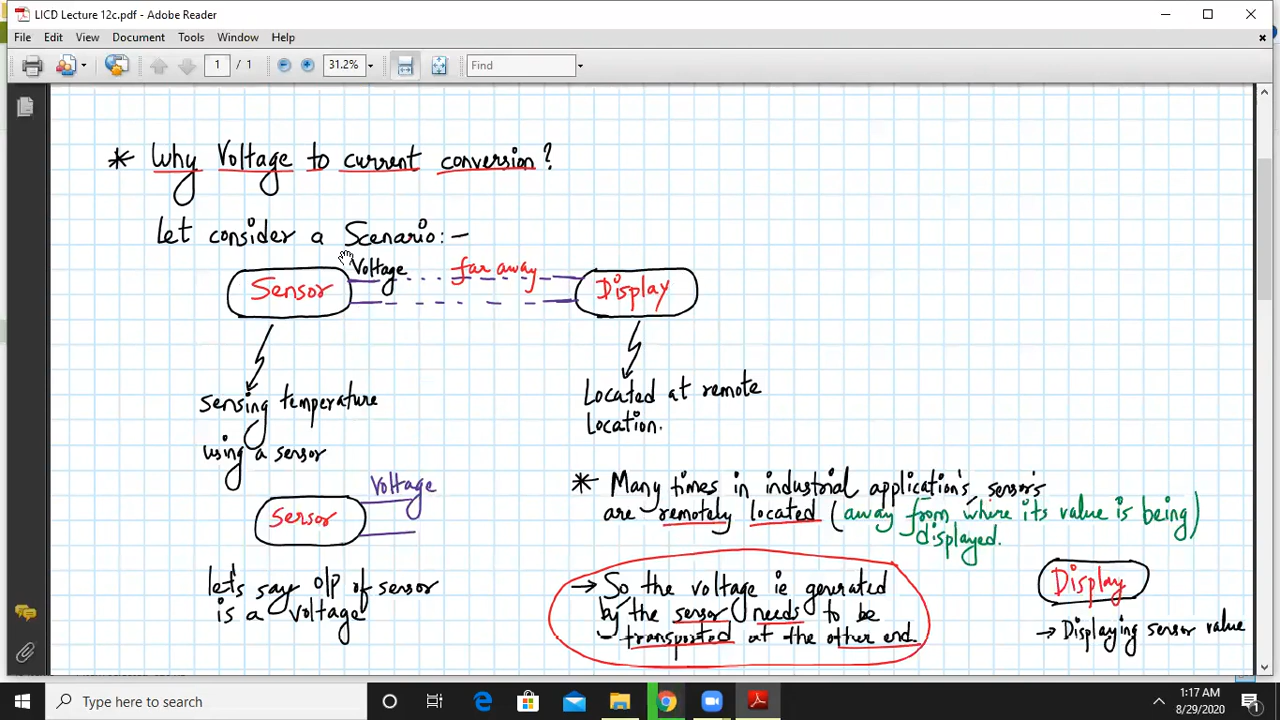 LICD Lecture 12c.pdf - Adobe Reader
File Edit View Document Tools Window Help
1 / 1 31.2% Find
* Why Voltage to current conversion?
Let consider a Scenario:-
Sensor Voltage far away Display
Sensing temperature
using a sensor
Located at remote
Location.
Sensor Voltage
let's say O/P of sensor
is a voltage
* Many times in industrial application's, sensor's
are remotely located (away from where its value is being
displayed.)
→ So the voltage ie generated
by the sensor needs to be
transported at the other end.
Display
→ Displaying sensor value
Type here to search
1:17 AM
8/29/2020
1